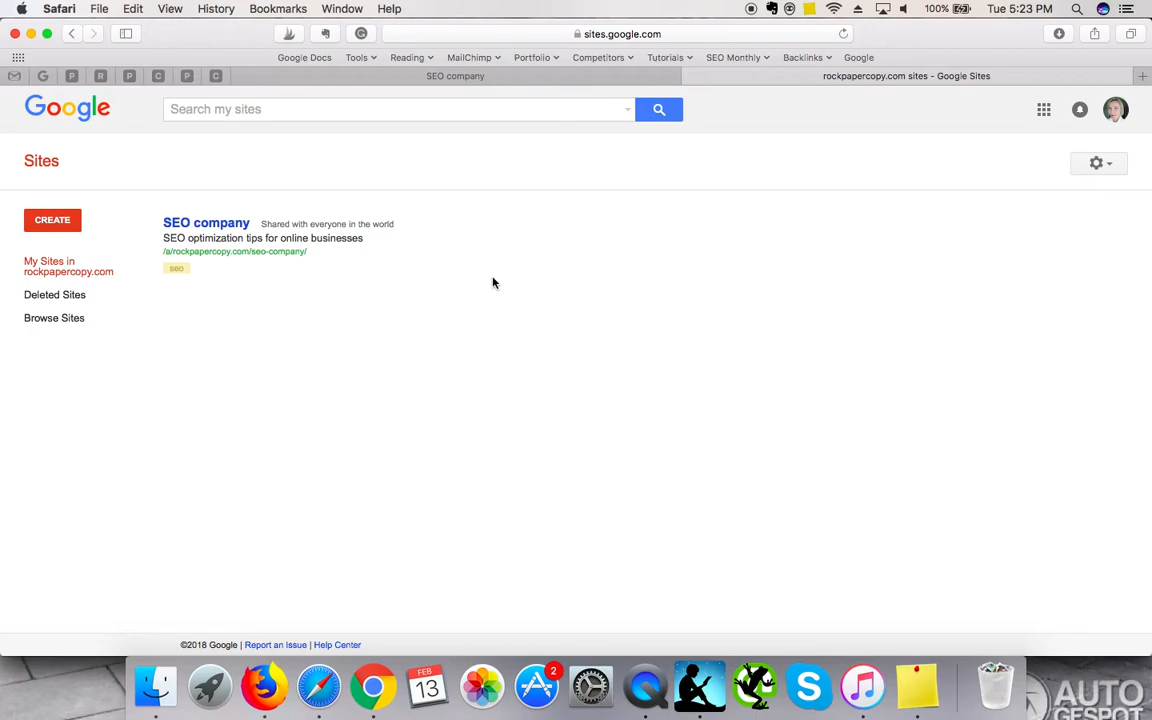 Safari File Edit View History Bookmarks Window Help 100% Tue 5:23 PM
sites.google.com
Google Docs Tools Reading MailChimp Portfolio Competitors Tutorials SEO Monthly Backlinks Google
G P R P C P C SEO company rockpapercopy.com sites - Google Sites
Google Search my sites
Sites
CREATE
SEO company Shared with everyone in the world
SEO optimization tips for online businesses
/a/rockpapercopy.com/seo-company/
seo
My Sites in
rockpapercopy.com
Deleted Sites
Browse Sites
©2018 Google | Report an Issue | Help Center
2
FEB
13
S
AUTO
GESPOT